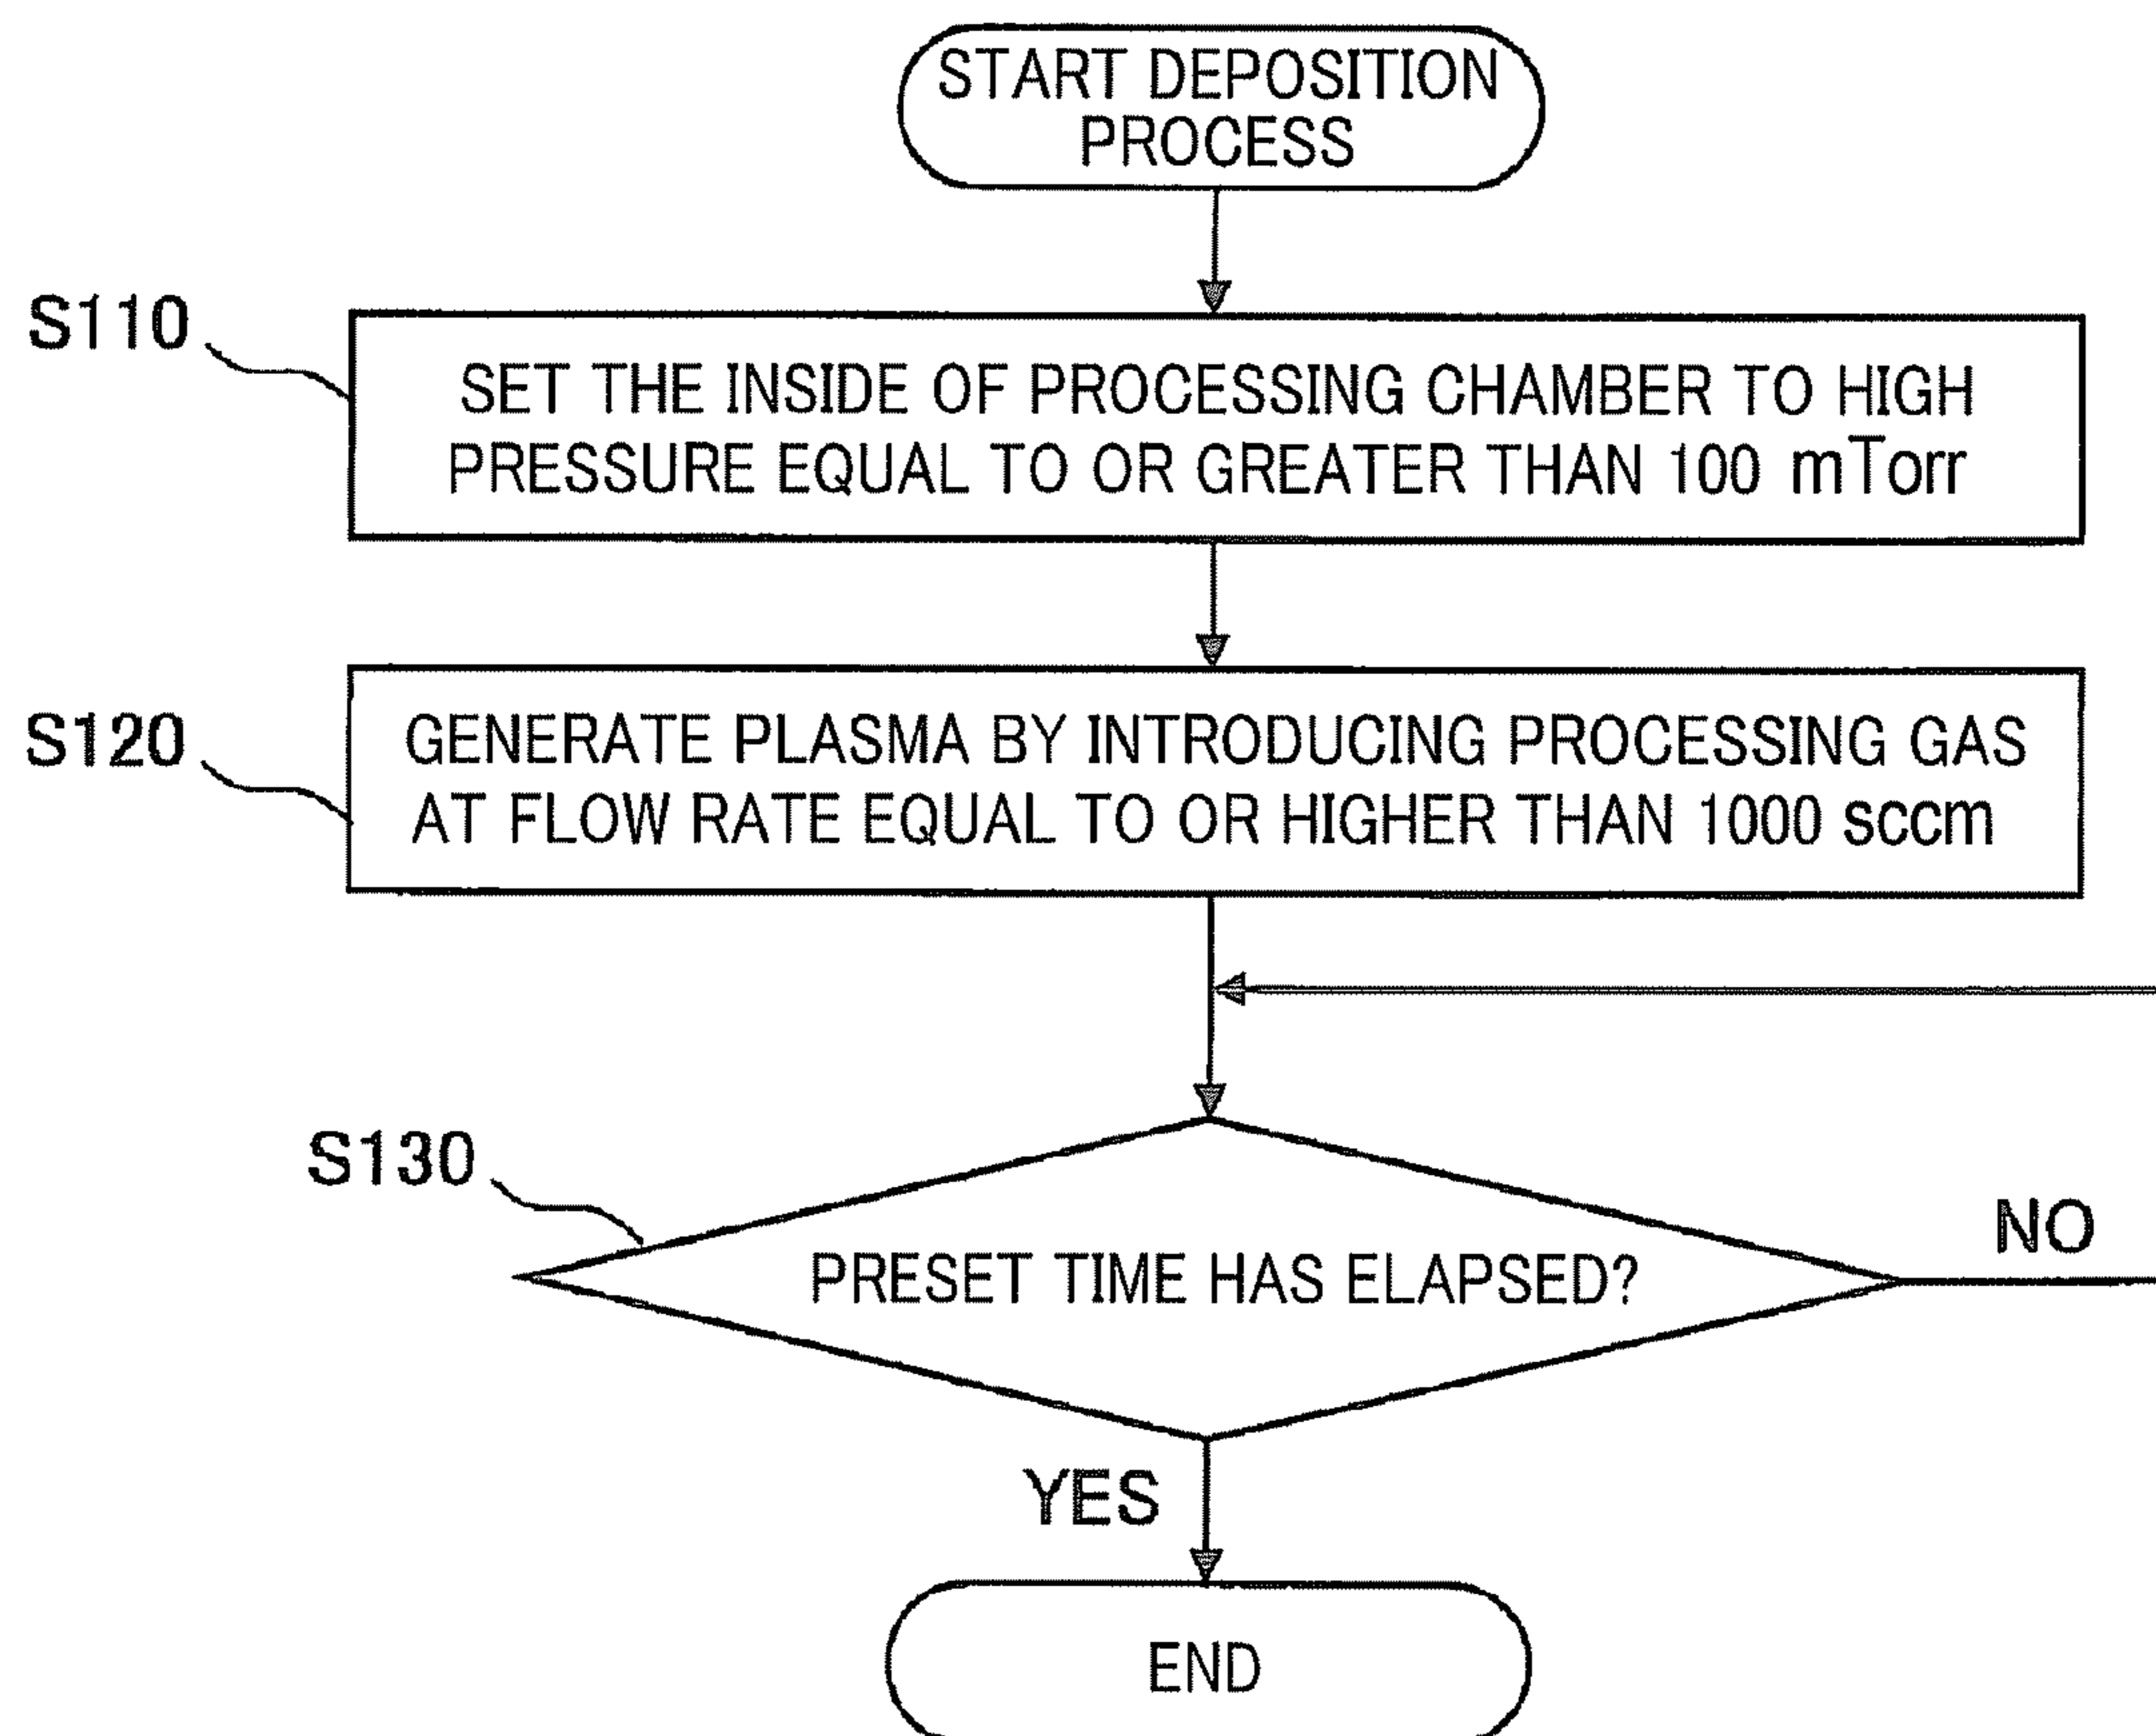 START DEPOSITION
PROCESS
S110
SET THE INSIDE OF PROCESSING CHAMBER TO HIGH
PRESSURE EQUAL TO OR GREATER THAN 100 mTorr
S120
GENERATE PLASMA BY INTRODUCING PROCESSING GAS
AT FLOW RATE EQUAL TO OR HIGHER THAN 1000 sccm
S130
PRESET TIME HAS ELAPSED?
NO
YES
END